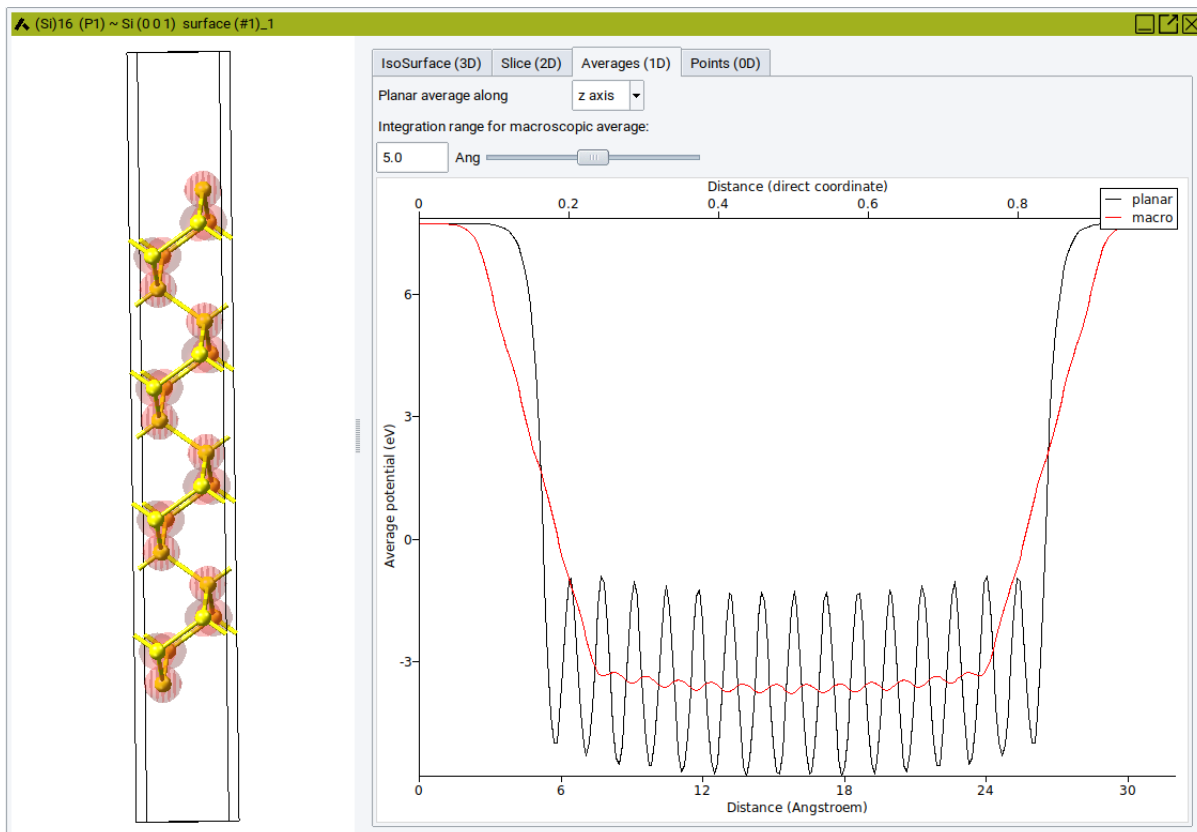 (Si)16 (P1) ~ Si (0 0 1) surface (#1)_1
IsoSurface (3D) Slice (2D) Averages (1D) Points (0D)
Planar average along z axis
Integration range for macroscopic average:
5.0 Ang
Distance (direct coordinate)
0 0.2 0.4 0.6 0.8
planar
macro
6
3
0
-3
Average potential (eV)
0 6 12 18 24 30
Distance (Angstroem)